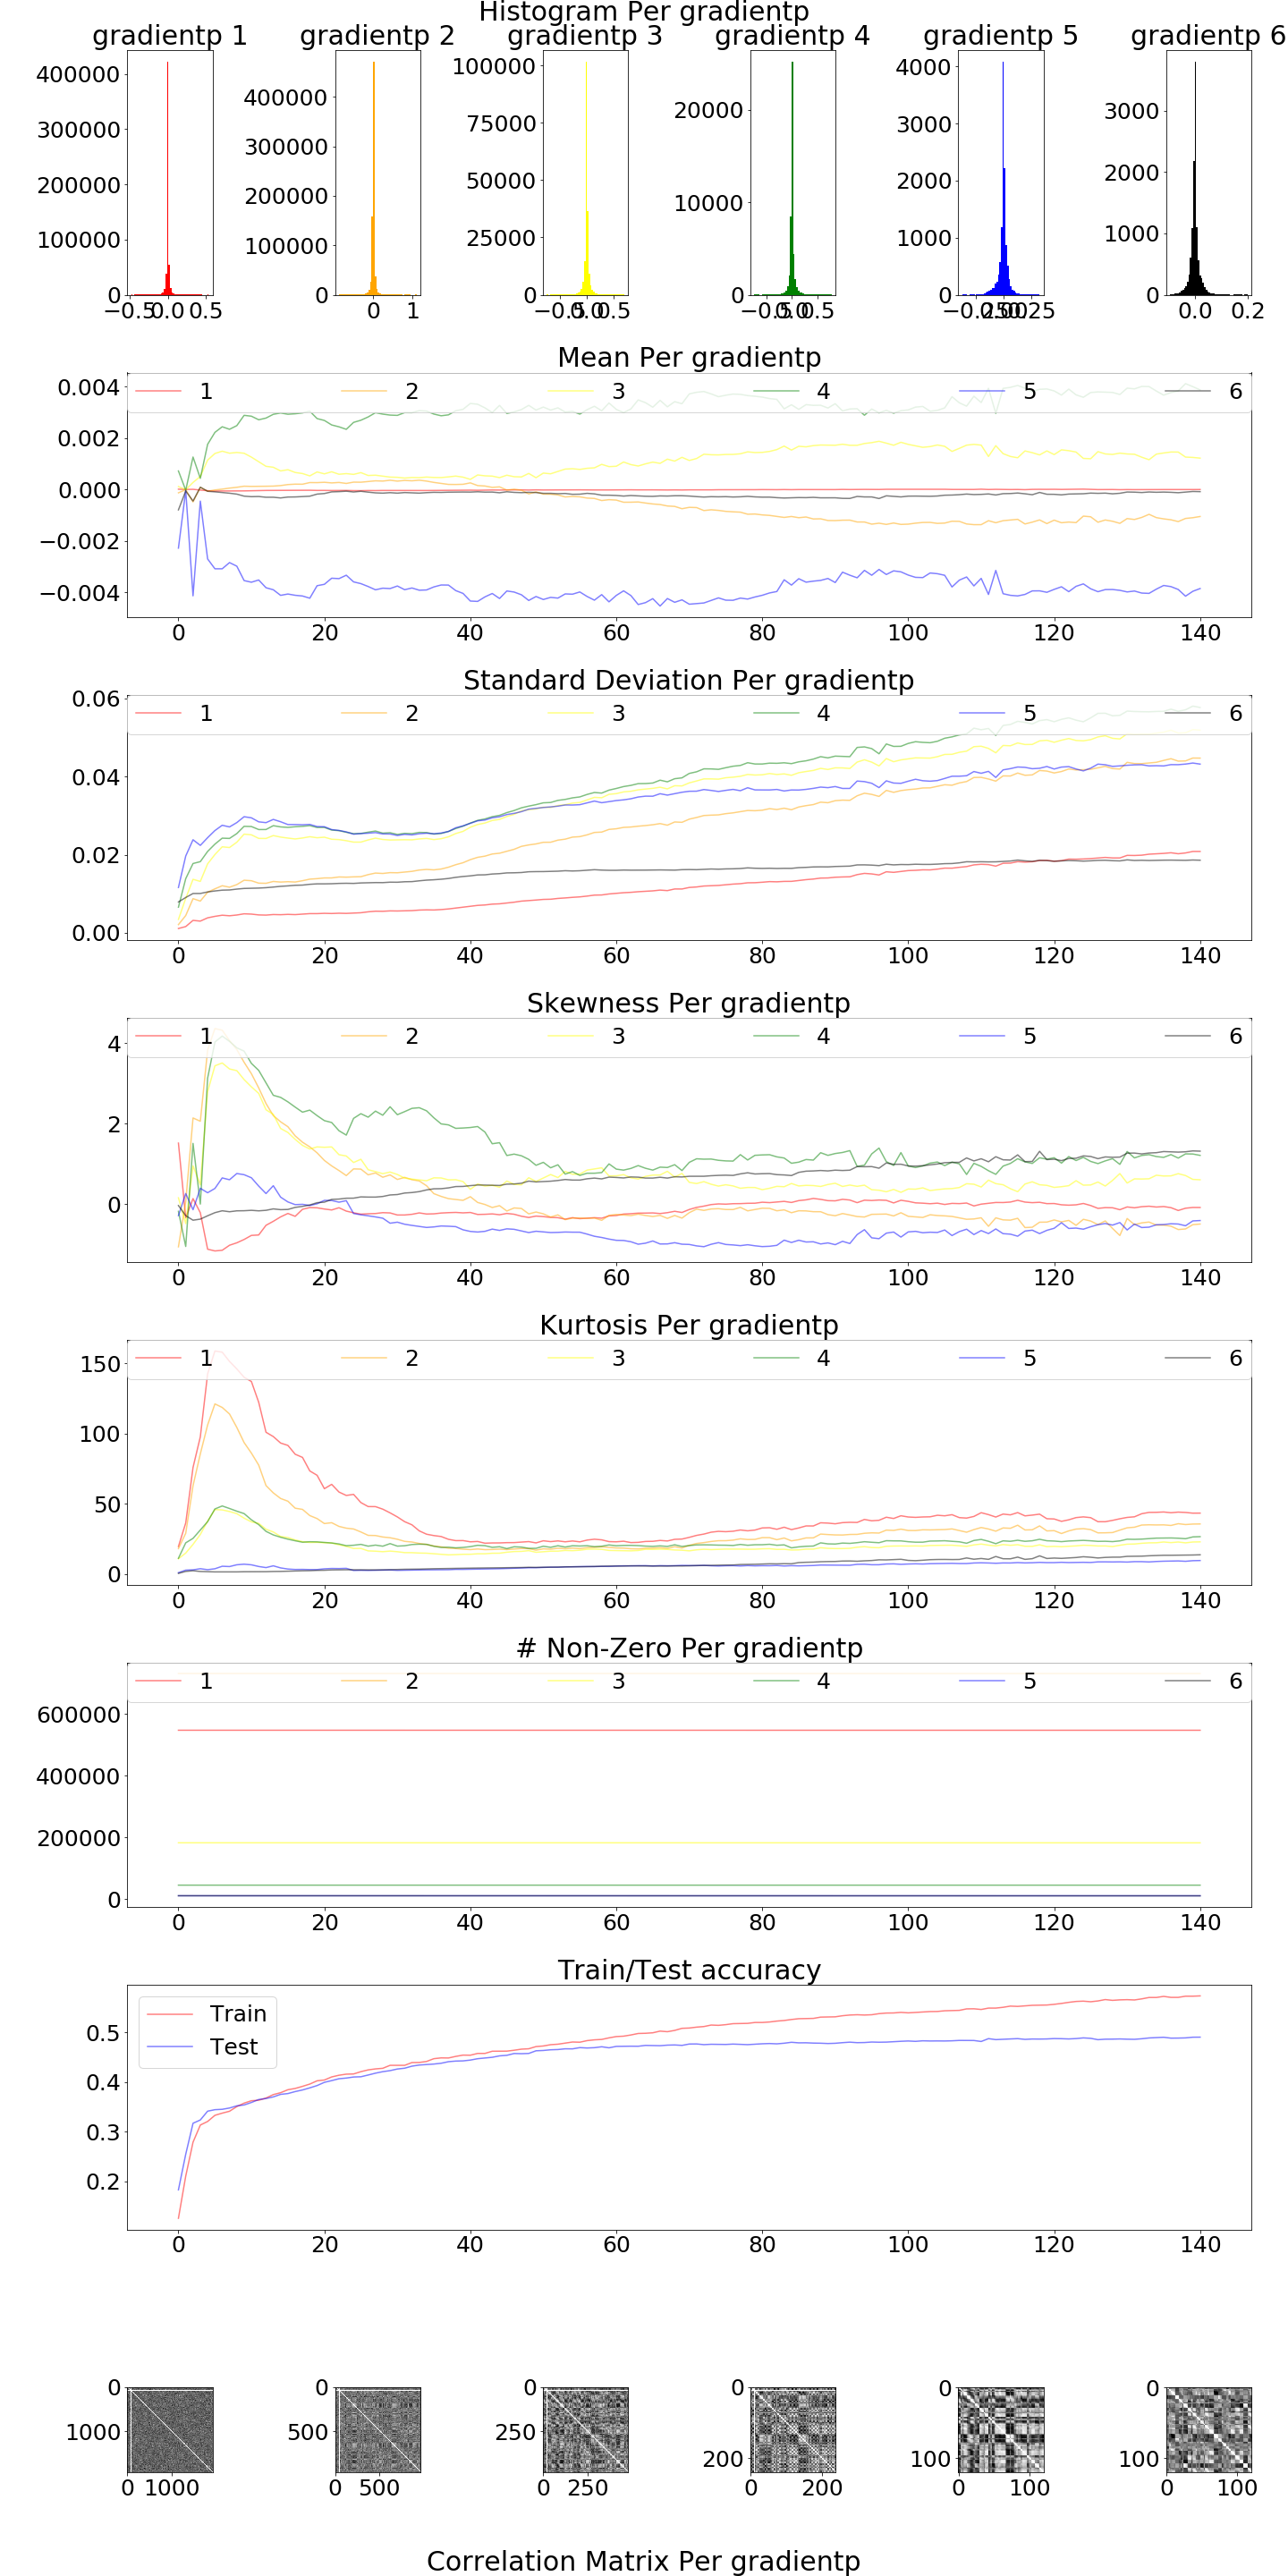 Histogram Per gradientp
gradientp 1 gradientp 2 gradientp 3 gradientp 4 gradientp 5 gradientp 6
400000
300000
200000
100000
0
−0.5 0.0 0.5
400000
300000
200000
100000
0
0 1
100000
75000
50000
25000
0
−0.5 0.0 0.5
20000
10000
0
−0.5 0.0 0.5
4000
3000
2000
1000
0
−0.25 0.00 0.25
3000
2000
1000
0
0.0 0.2
Mean Per gradientp
1 2 3 4 5 6
0.004
0.002
0.000
−0.002
−0.004
0 20 40 60 80 100 120 140
Standard Deviation Per gradientp
1 2 3 4 5 6
0.06
0.04
0.02
0.00
0 20 40 60 80 100 120 140
Skewness Per gradientp
1 2 3 4 5 6
4
2
0
0 20 40 60 80 100 120 140
Kurtosis Per gradientp
1 2 3 4 5 6
150
100
50
0
0 20 40 60 80 100 120 140
# Non-Zero Per gradientp
1 2 3 4 5 6
600000
400000
200000
0
0 20 40 60 80 100 120 140
Train/Test accuracy
Train
Test
0.5
0.4
0.3
0.2
0 20 40 60 80 100 120 140
0
1000
0 1000
0
500
0 500
0
250
0 250
0
200
0 200
0
100
0 100
0
100
0 100
Correlation Matrix Per gradientp